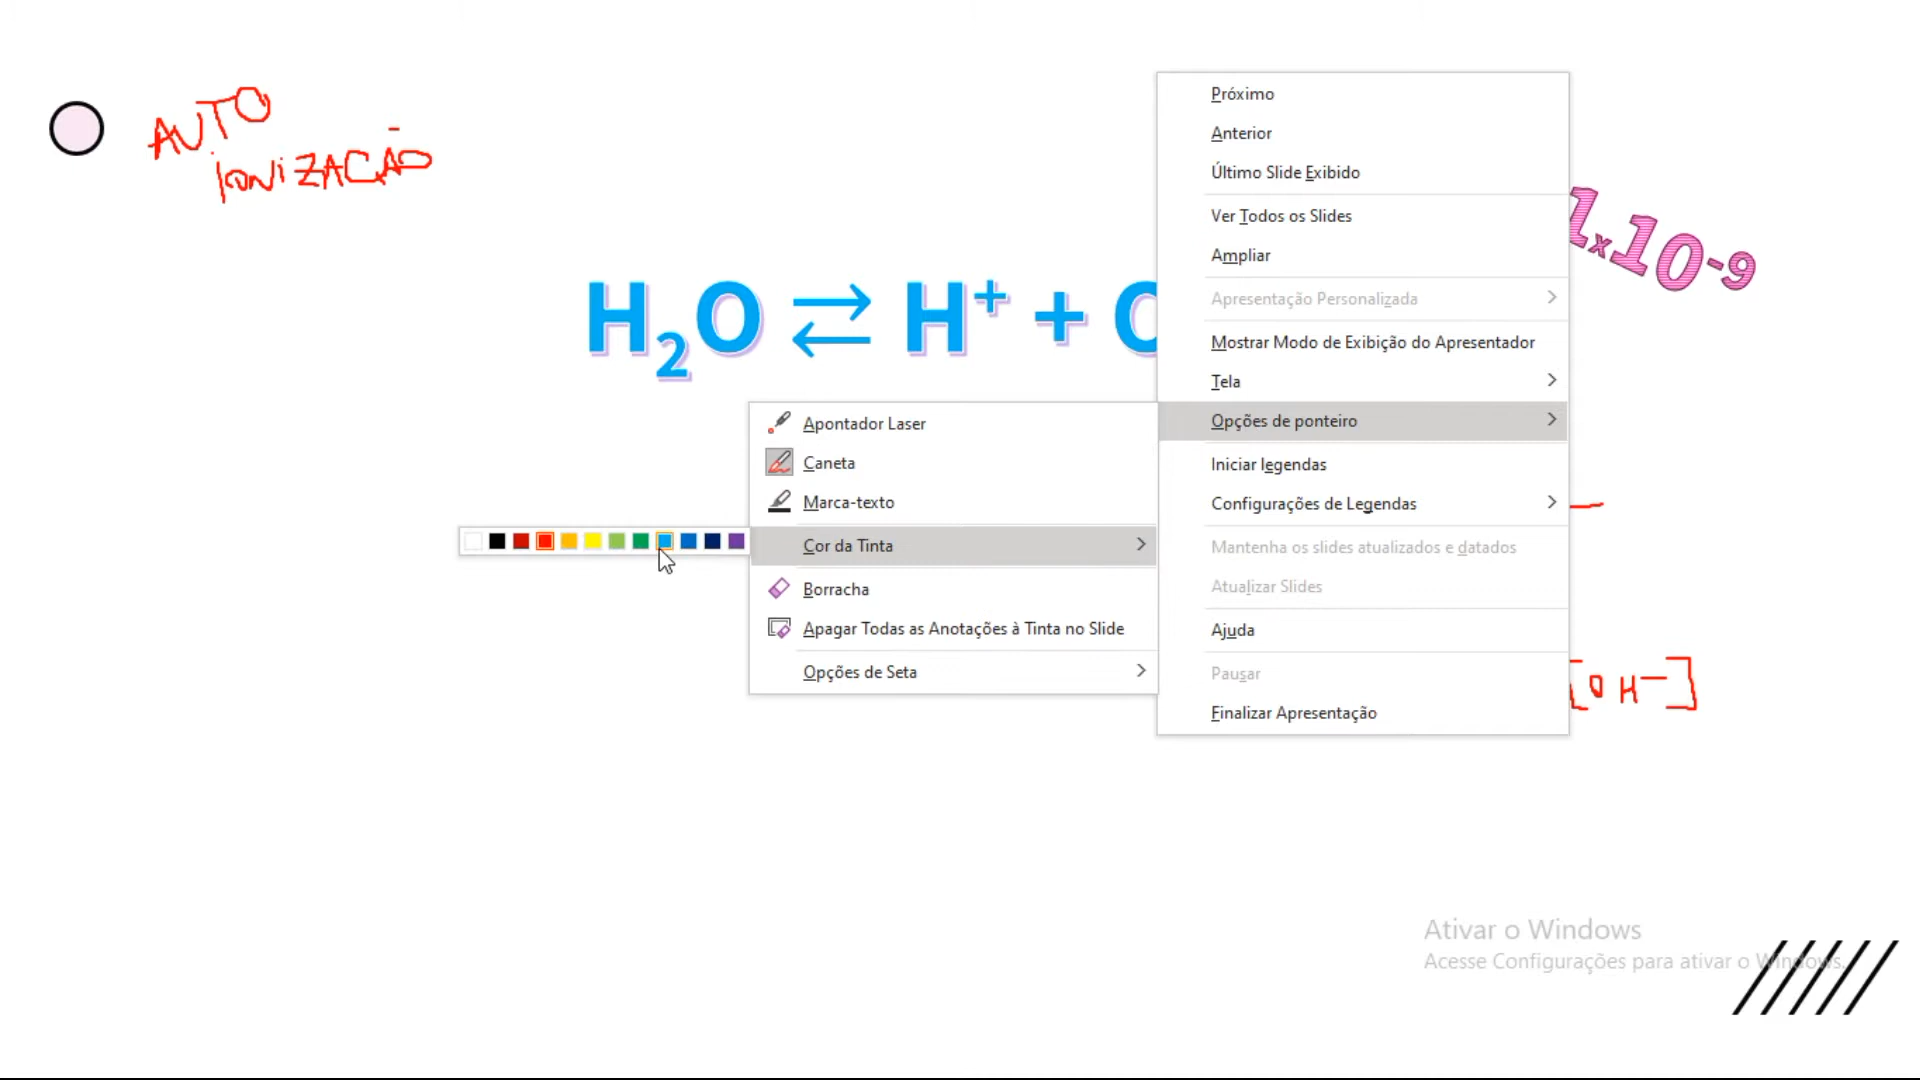 AUTO
IONIZACÃO
1x10-9
H₂O ⇄ H⁺ + O
Próximo
Anterior
Último Slide Exibido
Ver Todos os Slides
Ampliar
Apresentação Personalizada
Mostrar Modo de Exibição do Apresentador
Tela
Opções de ponteiro
Iniciar legendas
Configurações de Legendas
Mantenha os slides atualizados e datados
Atualizar Slides
Ajuda
Pausar
Finalizar Apresentação
Apontador Laser
Caneta
Marca-texto
Cor da Tinta
Borracha
Apagar Todas as Anotações à Tinta no Slide
Opções de Seta
[OH⁻]
Ativar o Windows
Acesse Configurações para ativar o Windows.